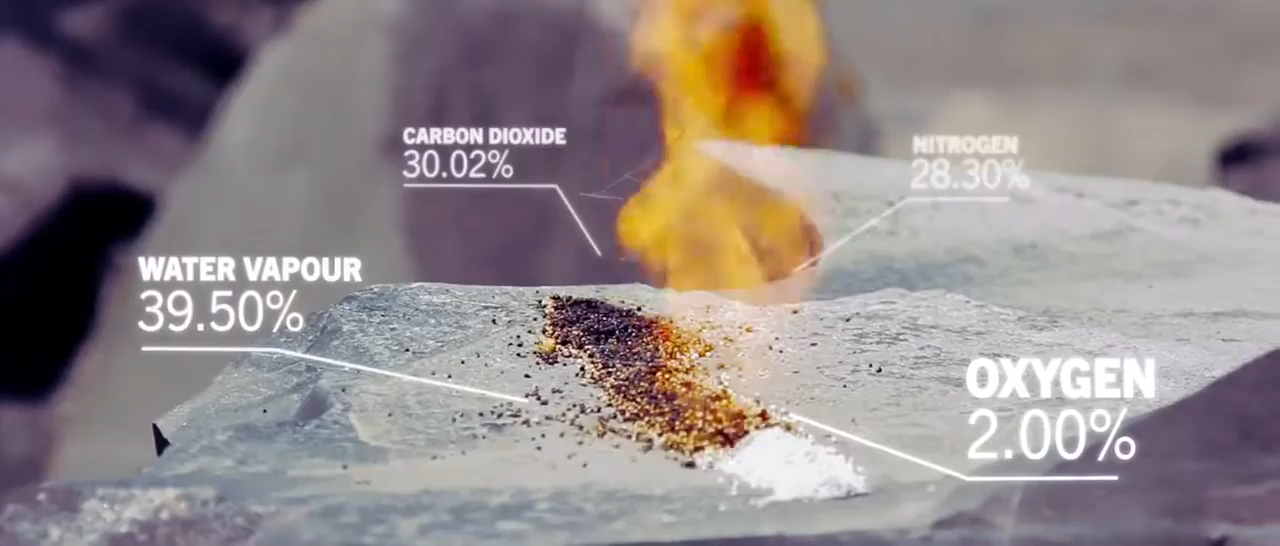 CARBON DIOXIDE
30.02%
NITROGEN
28.30%
WATER VAPOUR
39.50%
OXYGEN
2.00%